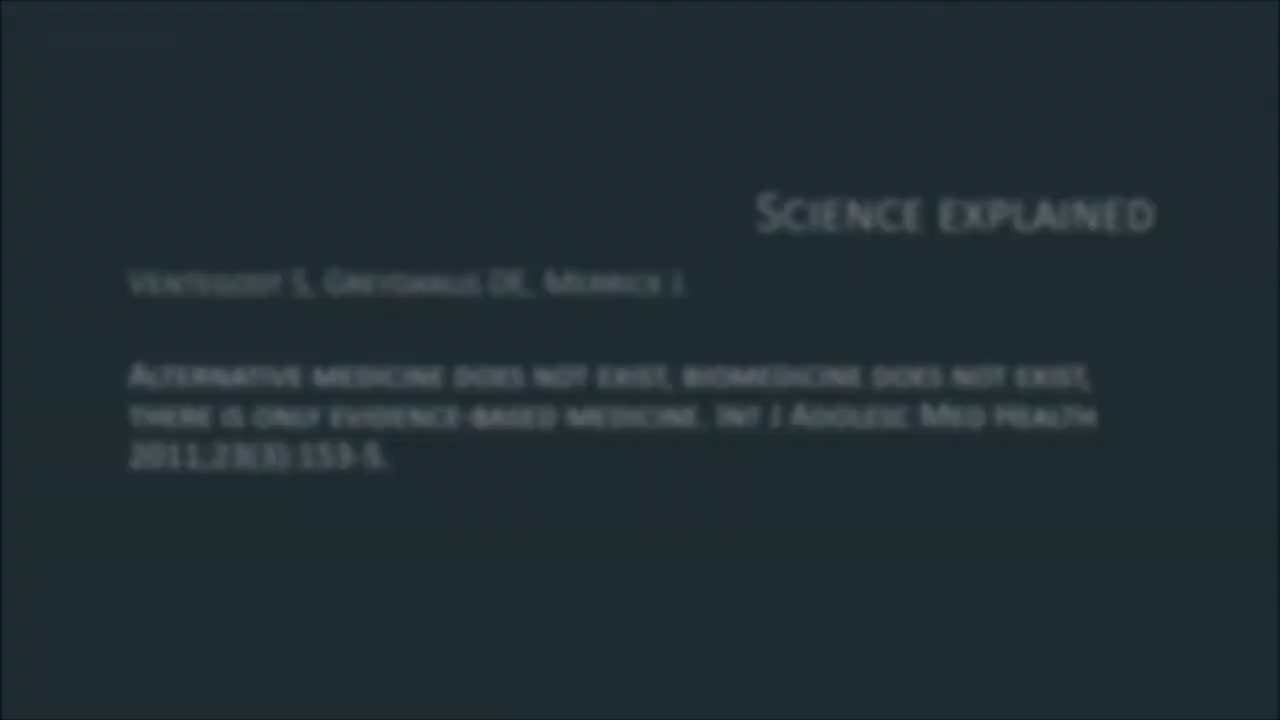 Science explained
Ventegodt S, Greydanus DE, Merrick J.
Alternative medicine does not exist, biomedicine does not exist,
there is only evidence-based medicine. Int J Adolesc Med Health
2011;23(3):153-5.